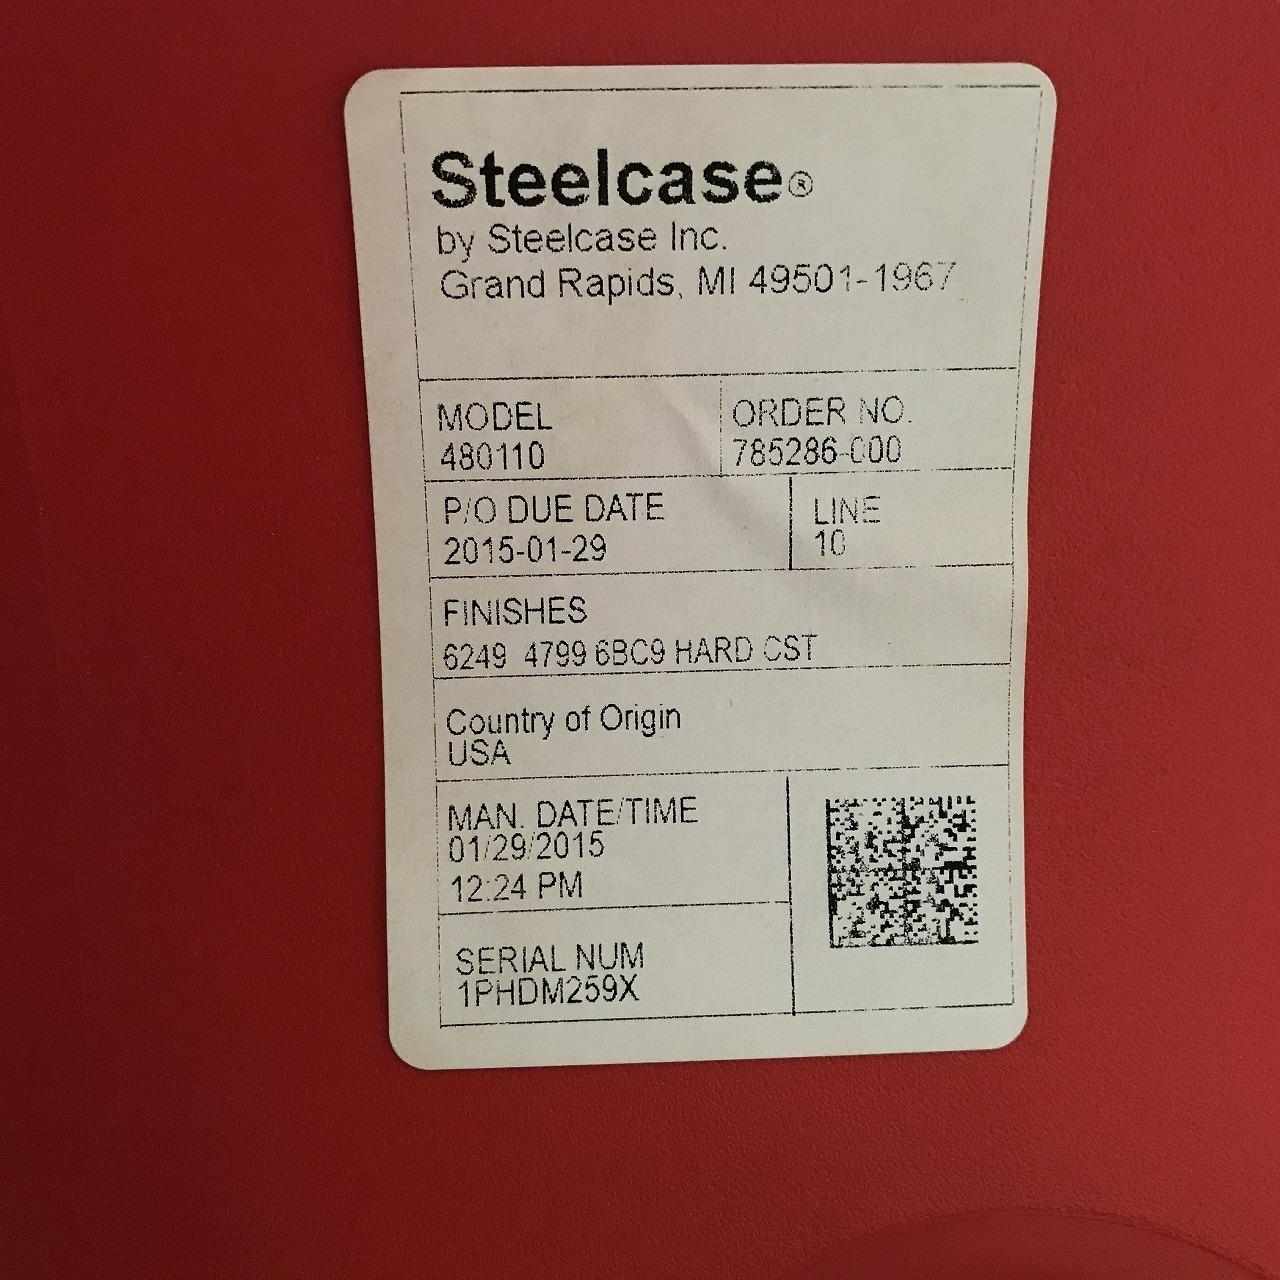 Steelcase®
by Steelcase Inc.
Grand Rapids, MI 49501-1967
MODEL
480110
ORDER NO.
785286-000
P/O DUE DATE
2015-01-29
LINE
10
FINISHES
6249 4799 6BC9 HARD CST
Country of Origin
USA
MAN. DATE/TIME
01/29/2015
12:24 PM
SERIAL NUM
1PHDM259X